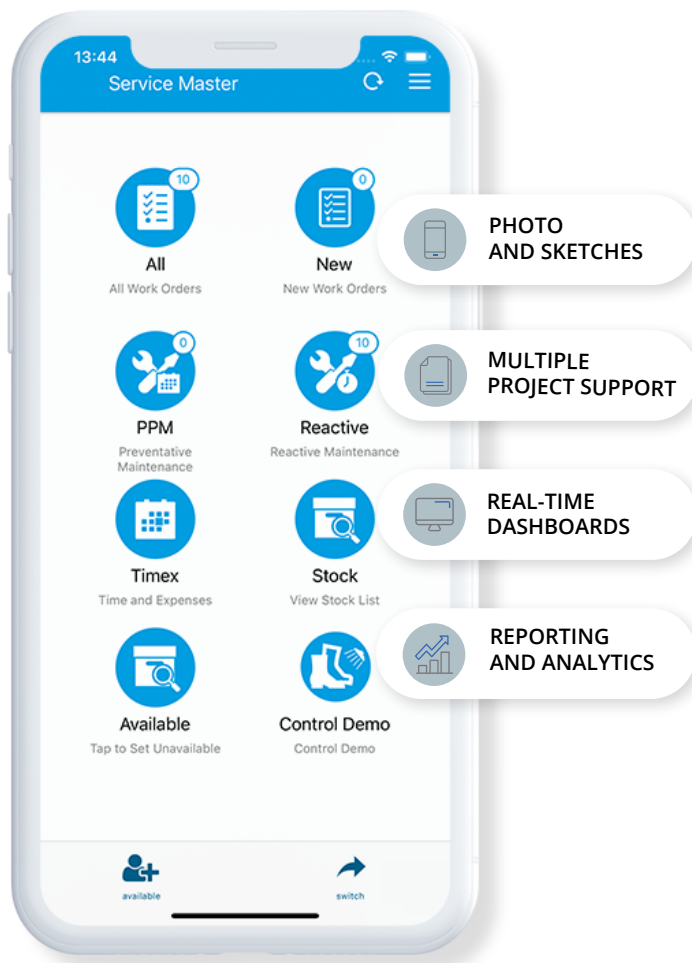 13:44
Service Master
10
0
All
New
All Work Orders
New Work Orders
PHOTO
AND SKETCHES
0
10
PPM
Reactive
Preventative
Maintenance
Reactive Maintenance
MULTIPLE
PROJECT SUPPORT
Timex
Stock
Time and Expenses
View Stock List
REAL-TIME
DASHBOARDS
Available
Control Demo
Tap to Set Unavailable
Control Demo
REPORTING
AND ANALYTICS
available
switch